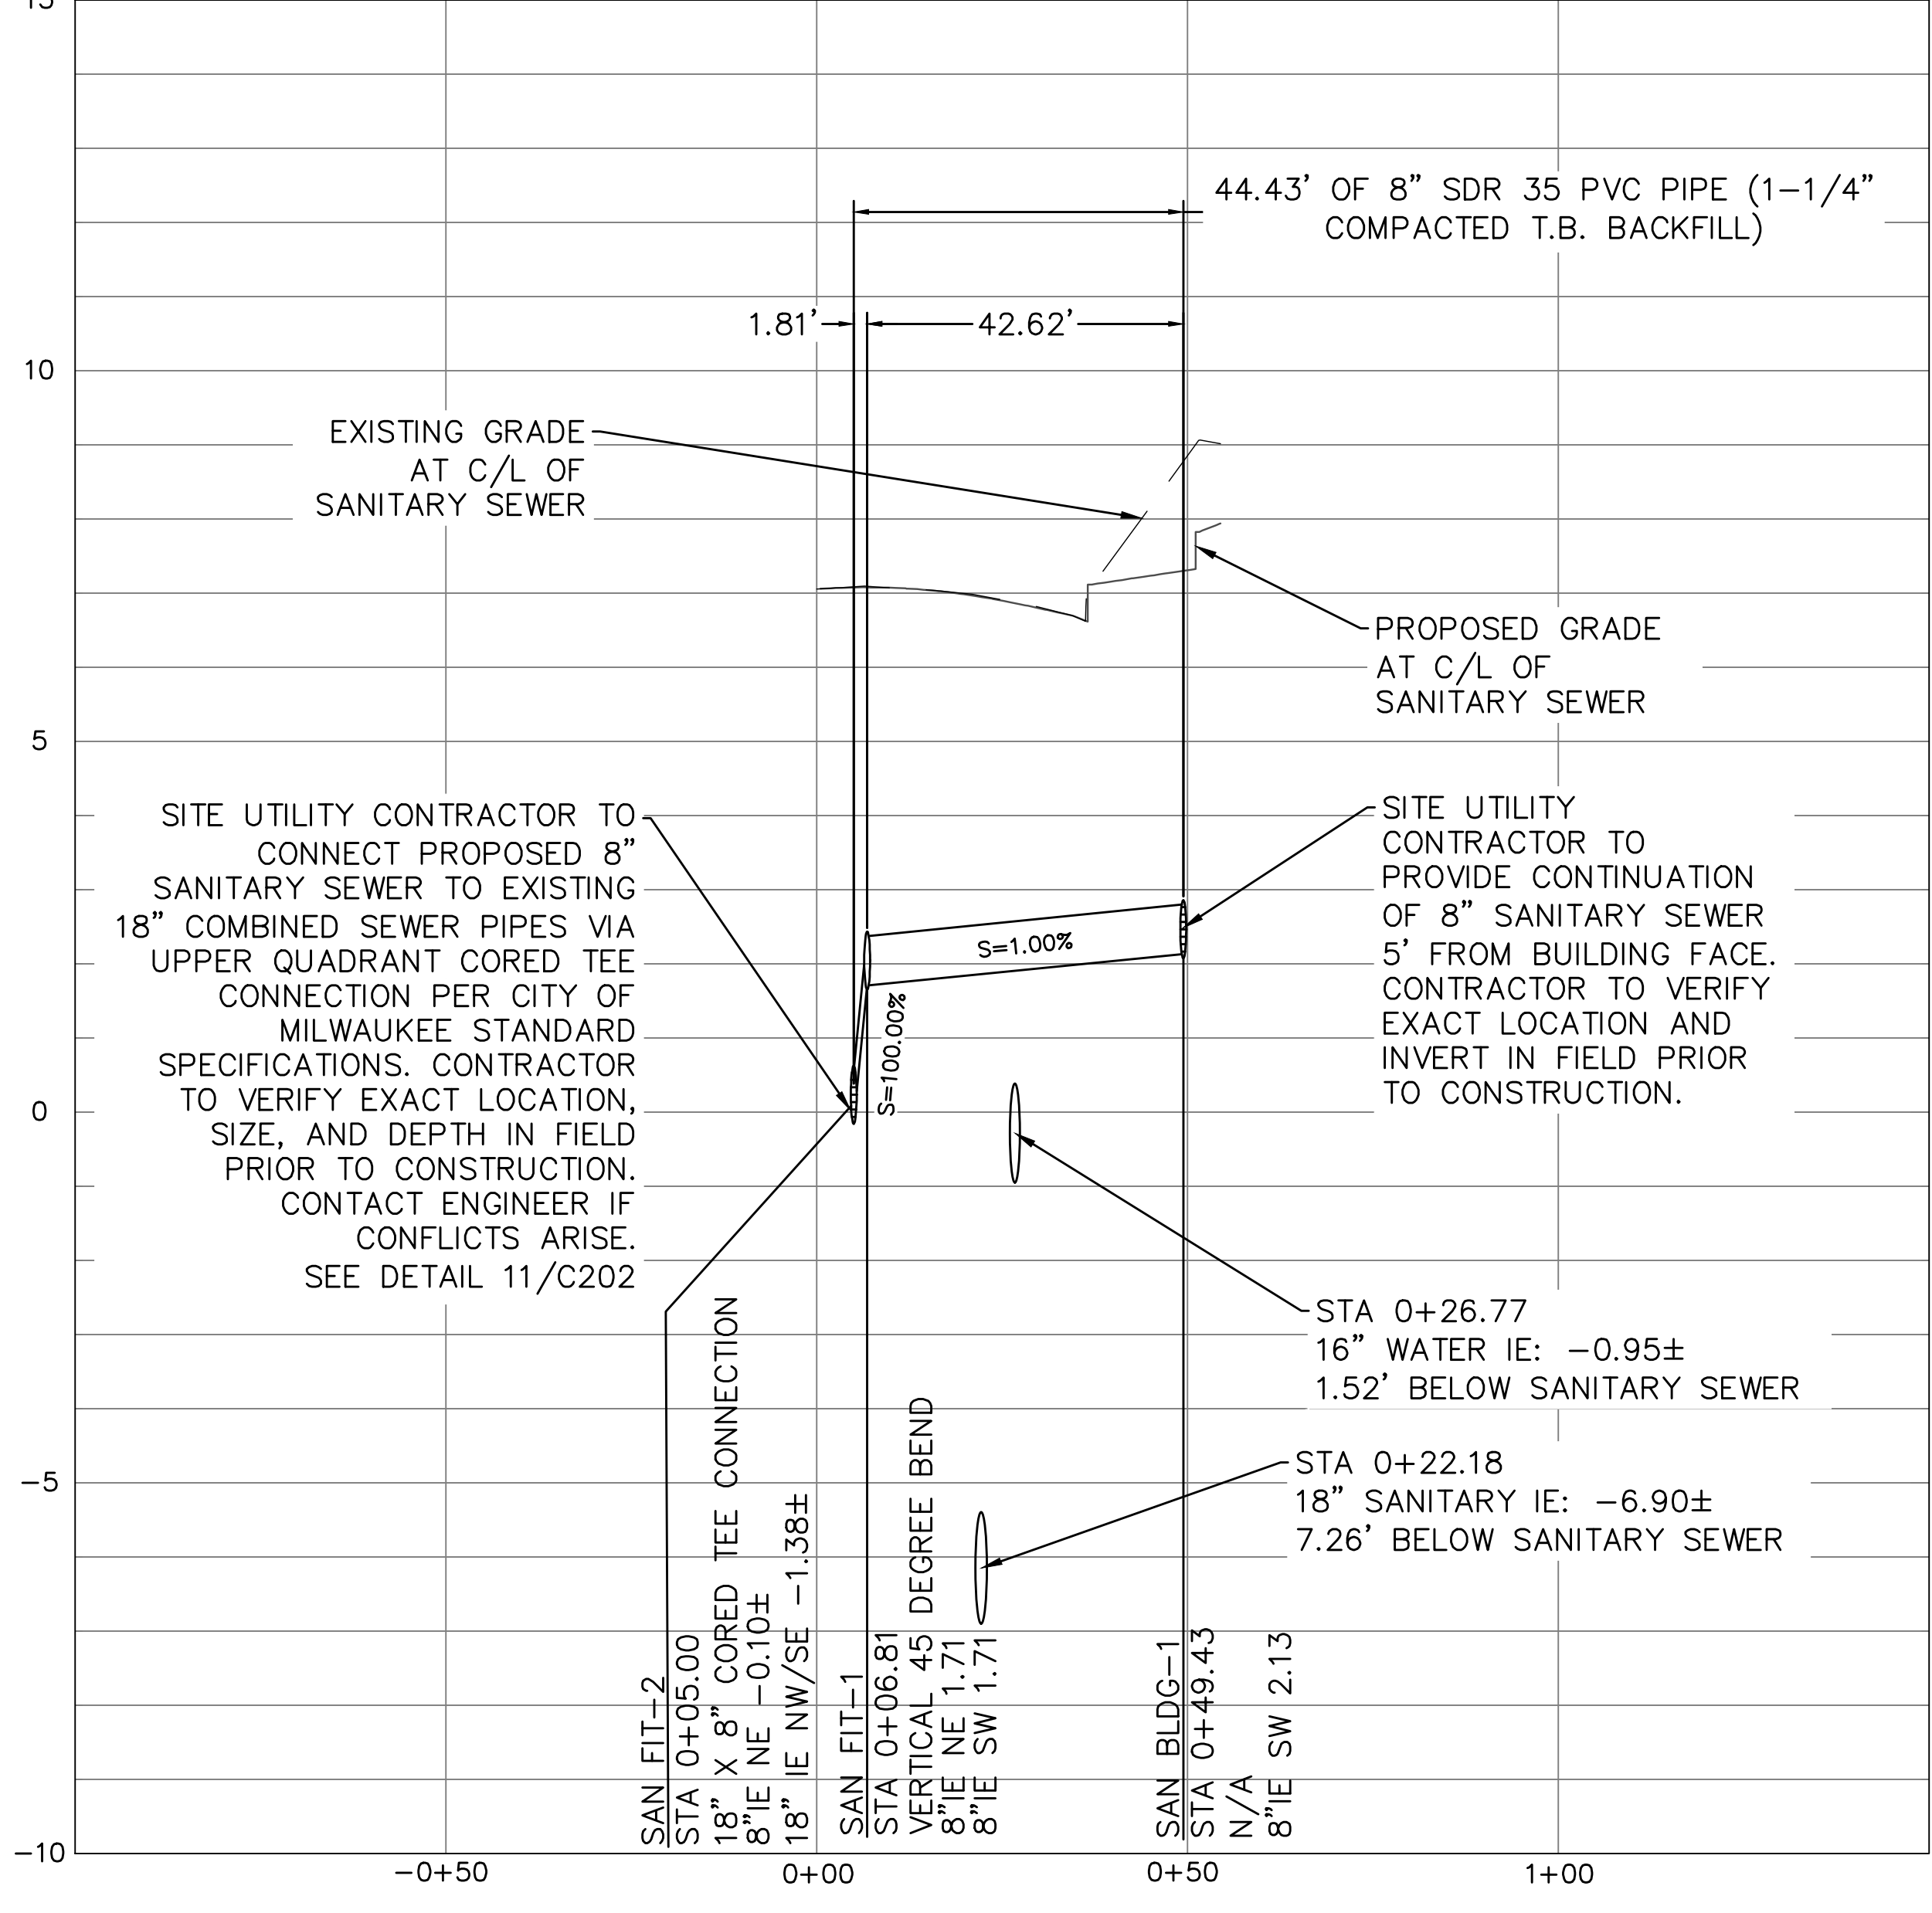 15
44.43' OF 8" SDR 35 PVC PIPE (1-1/4"
COMPACTED T.B. BACKFILL)
1.81'
42.62'
10
EXISTING GRADE
AT C/L OF
SANITARY SEWER
PROPOSED GRADE
AT C/L OF
SANITARY SEWER
5
SITE UTILITY CONTRACTOR TO
CONNECT PROPOSED 8"
SANITARY SEWER TO EXISTING
18" COMBINED SEWER PIPES VIA
UPPER QUADRANT CORED TEE
CONNECTION PER CITY OF
MILWAUKEE STANDARD
SPECIFICATIONS. CONTRACTOR
TO VERIFY EXACT LOCATION,
SIZE, AND DEPTH IN FIELD
PRIOR TO CONSTRUCTION.
CONTACT ENGINEER IF
CONFLICTS ARISE.
SEE DETAIL 11/C202
S=1.00%
S=100.00%
SITE UTILITY
CONTRACTOR TO
PROVIDE CONTINUATION
OF 8" SANITARY SEWER
5' FROM BUILDING FACE.
CONTRACTOR TO VERIFY
EXACT LOCATION AND
INVERT IN FIELD PRIOR
TO CONSTRUCTION.
0
STA 0+26.77
16" WATER IE: -0.95±
1.52' BELOW SANITARY SEWER
STA 0+22.18
18" SANITARY IE: -6.90±
7.26' BELOW SANITARY SEWER
-5
SAN FIT-2
STA 0+05.00
18" X 8" CORED TEE CONNECTION
8"IE NE -0.10±
18" IE NW/SE -1.38±
SAN FIT-1
STA 0+06.81
VERTICAL 45 DEGREE BEND
8"IE NE 1.71
8"IE SW 1.71
SAN BLDG-1
STA 0+49.43
N/A
8"IE SW 2.13
-10
-0+50
0+00
0+50
1+00